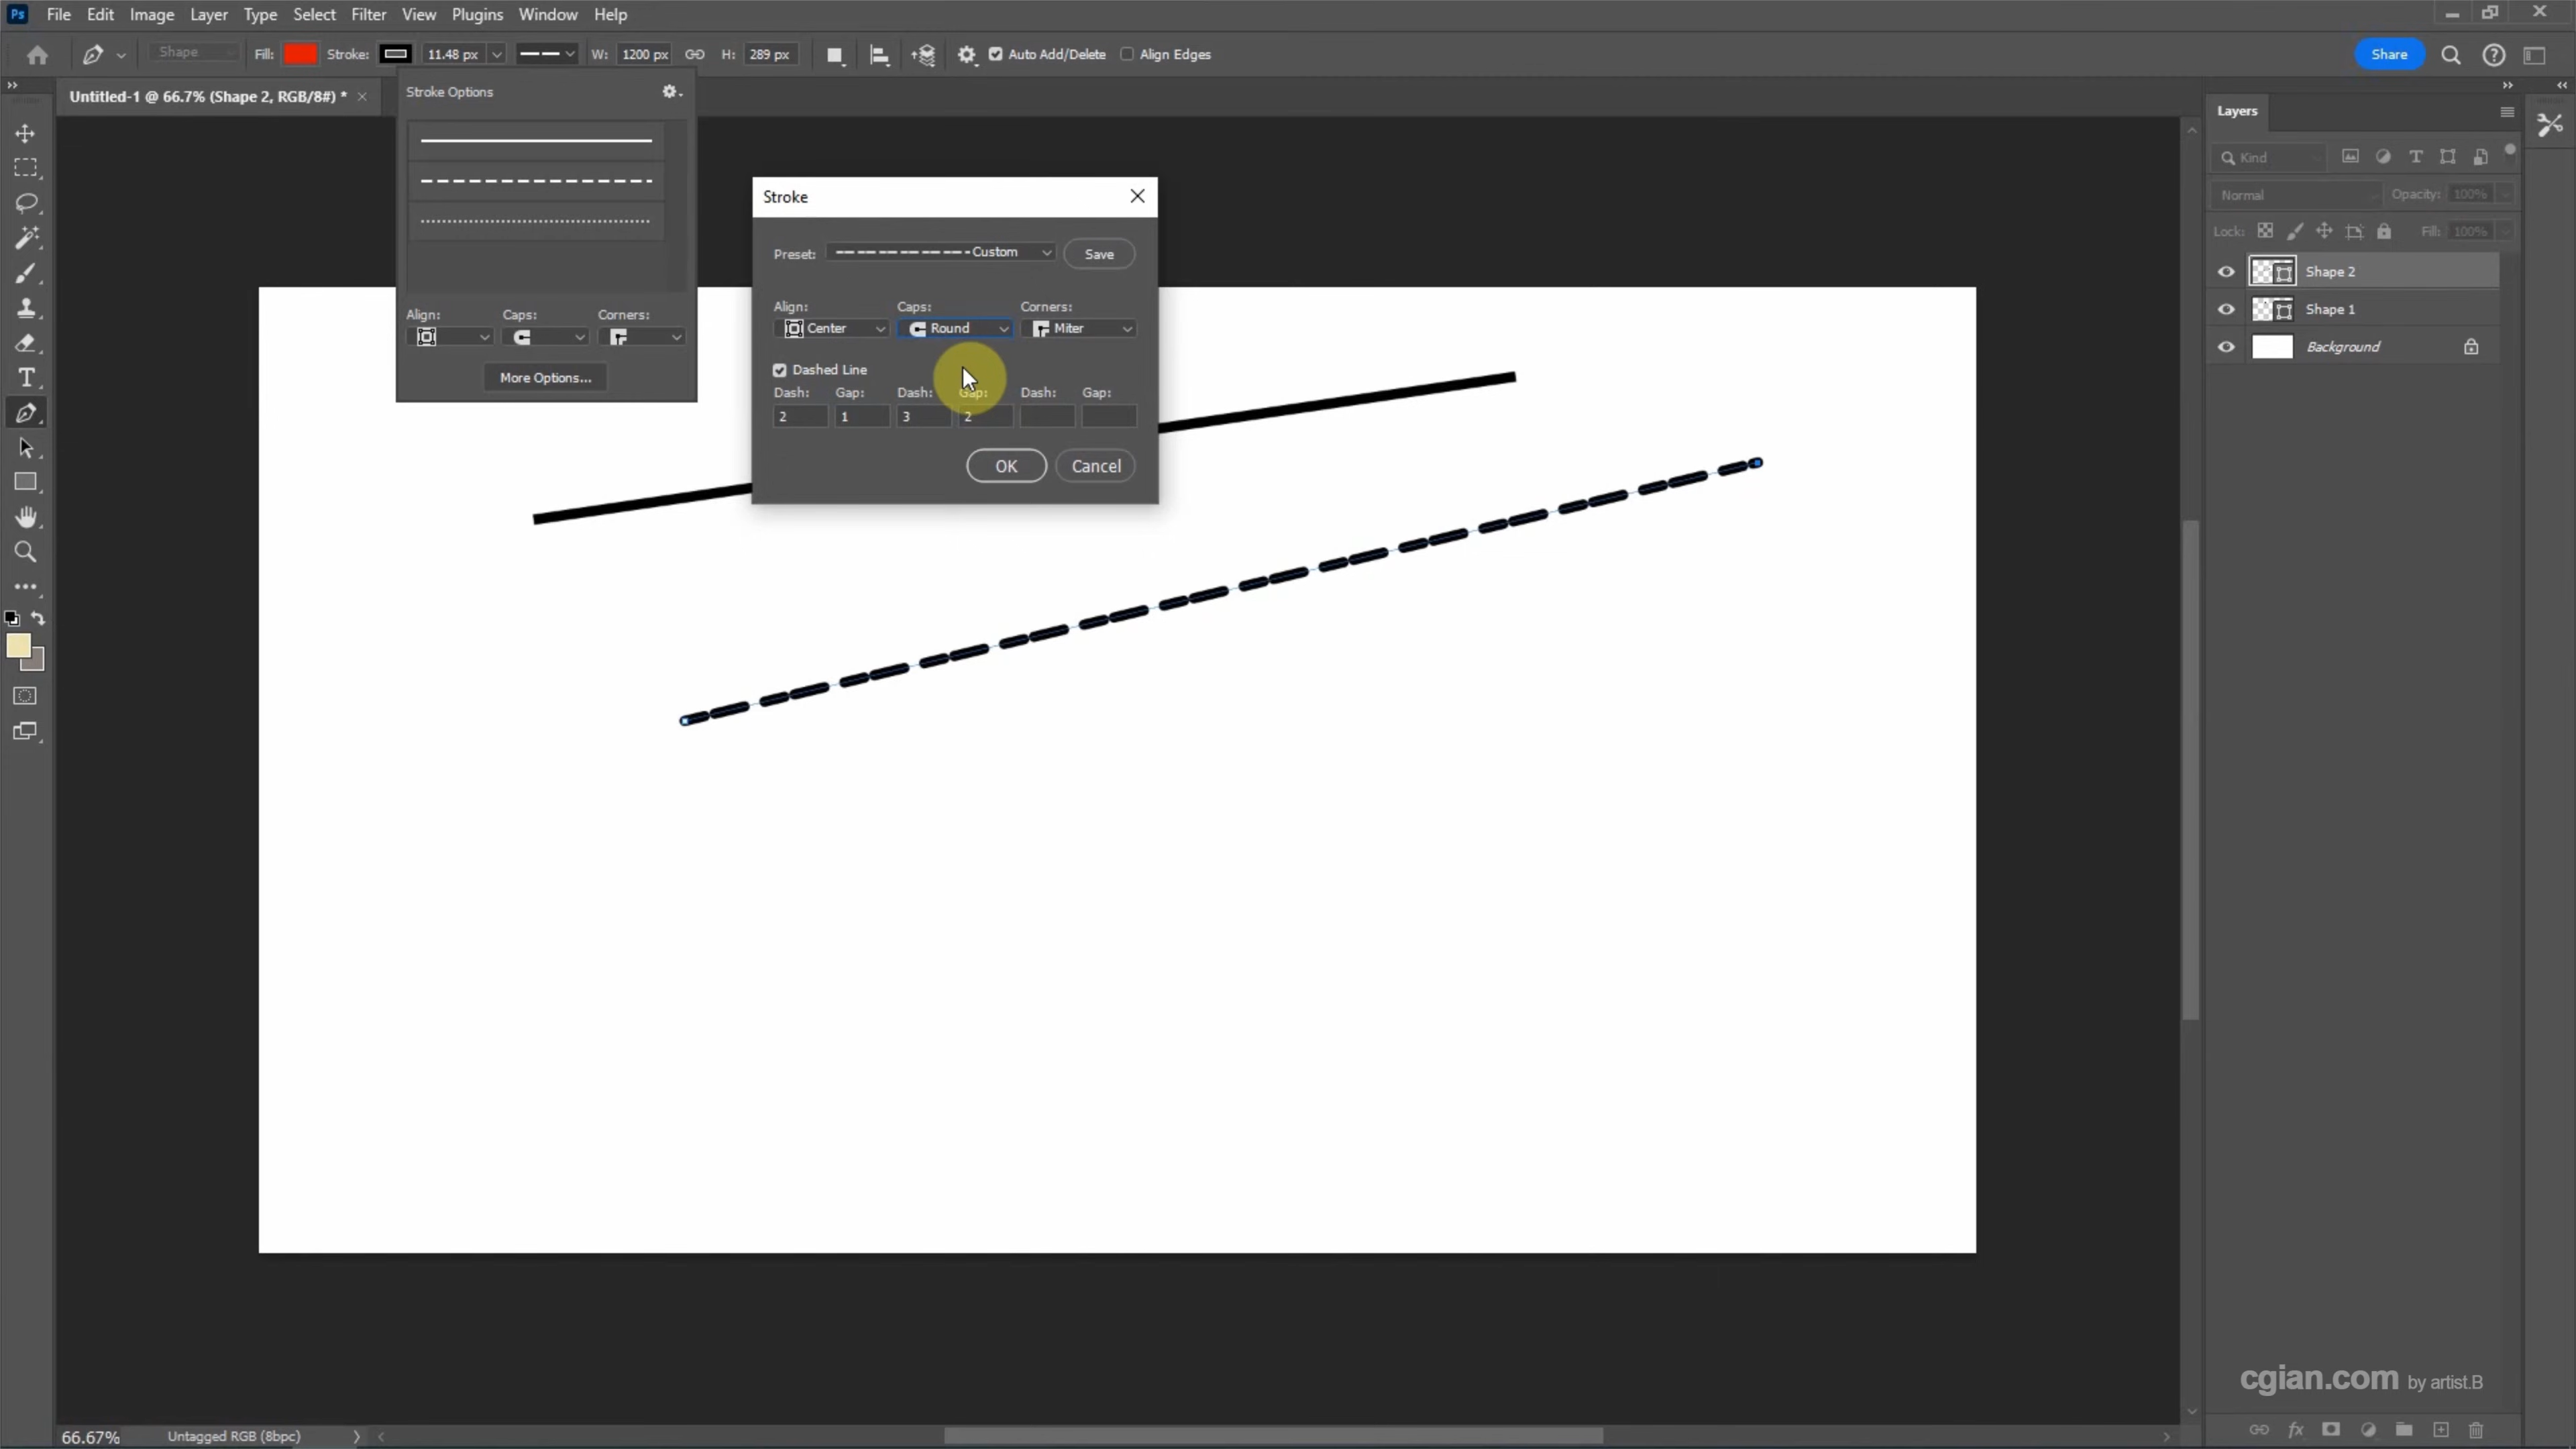 Ps File Edit Image Layer Type Select Filter View Plugins Window Help
Shape Fill: Stroke: 11.48 px W: 1200 px H: 289 px Auto Add/Delete Align Edges Share
Untitled-1 @ 66.7% (Shape 2, RGB/8#) * ×
Stroke Options
Align: Caps: Corners:
More Options...
Stroke
Preset: Custom Save
Align: Caps: Corners:
Center Round Miter
Dashed Line
Dash: Gap: Dash: Gap: Dash: Gap:
2 1 3 2
OK Cancel
T
Layers
Kind
Normal Opacity: 100%
Lock: Fill: 100%
Shape 2
Shape 1
Background
cgian.com by artist.B
fx
66.67% Untagged RGB (8bpc)